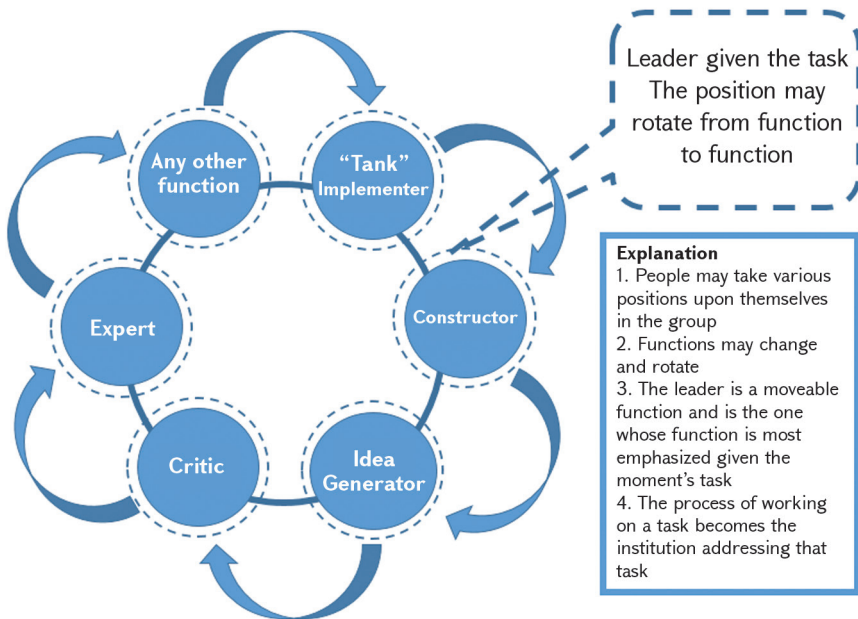 Leader given the task
The position may
rotate from function
to function
Any other
function
“Tank”
Implementer
Constructor
Idea
Generator
Critic
Expert
Explanation
1. People may take various
positions upon themselves
in the group
2. Functions may change
and rotate
3. The leader is a moveable
function and is the one
whose function is most
emphasized given the
moment’s task
4. The process of working
on a task becomes the
institution addressing that
task